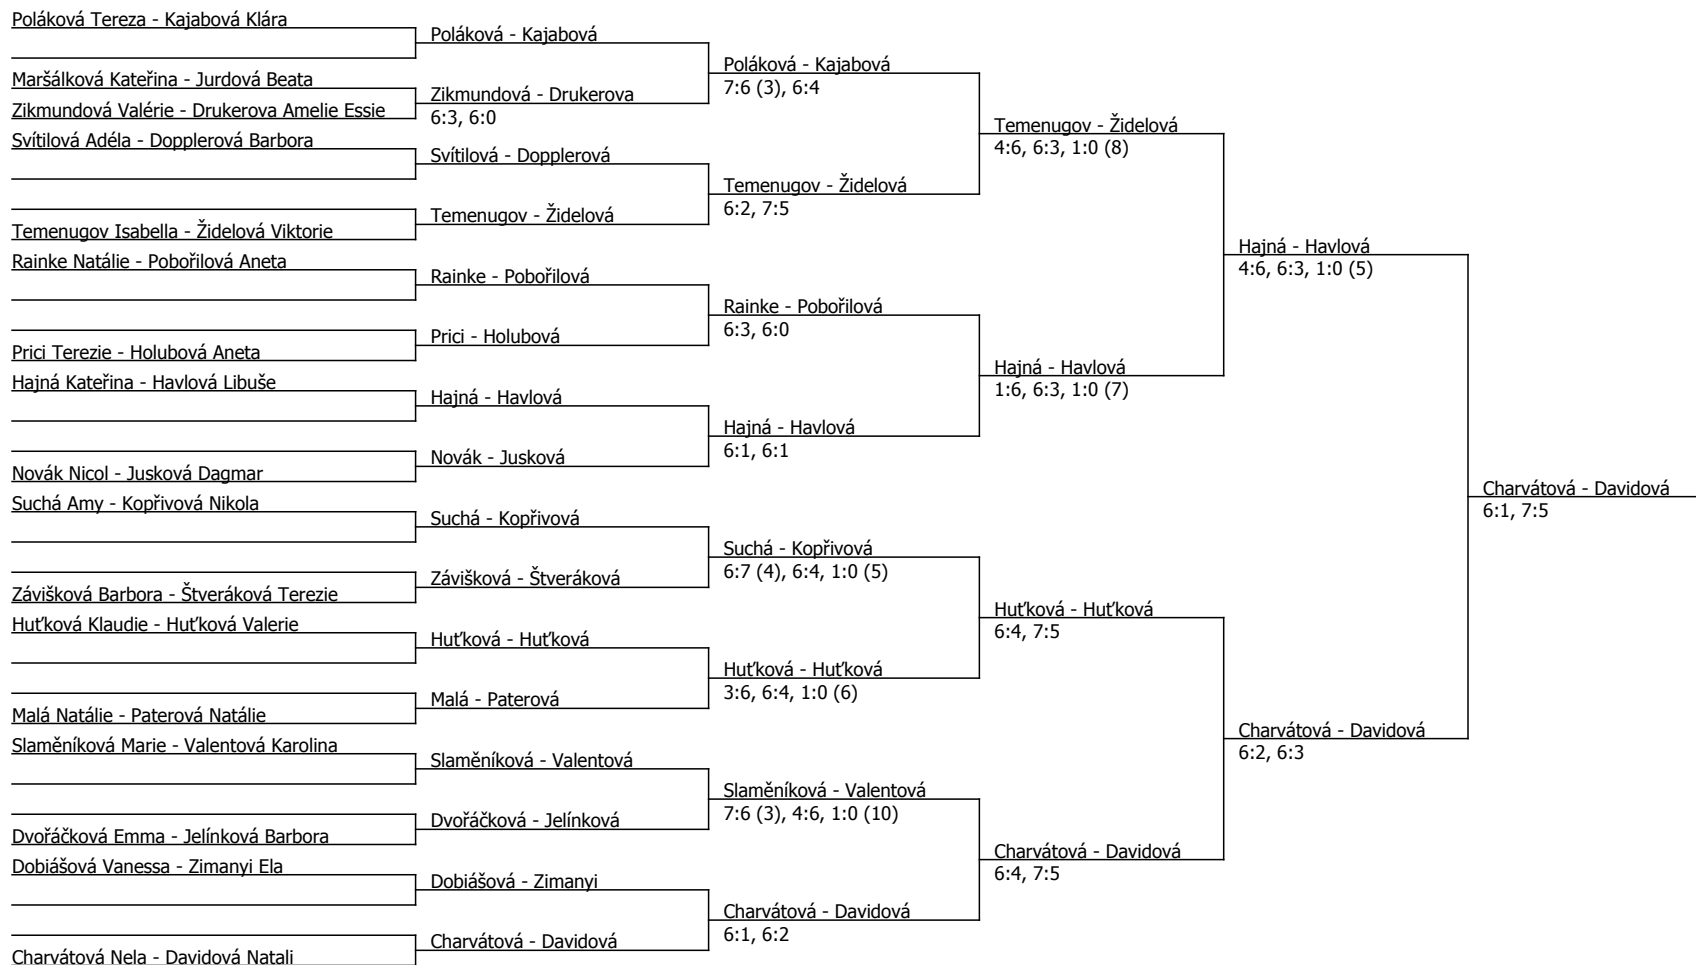 Poláková Tereza - Kajabová Klára
Maršálková Kateřina - Jurdová Beata
Zikmundová Valérie - Drukerova Amelie Essie
Svítilová Adéla - Dopplerová Barbora
Temenugov Isabella - Židelová Viktorie
Rainke Natálie - Pobořilová Aneta
Prici Terezie - Holubová Aneta
Hajná Kateřina - Havlová Libuše
Novák Nicol - Jusková Dagmar
Suchá Amy - Kopřivová Nikola
Závišková Barbora - Štveráková Terezie
Huťková Klaudie - Huťková Valerie
Malá Natálie - Paterová Natálie
Slaměníková Marie - Valentová Karolina
Dvořáčková Emma - Jelínková Barbora
Dobiášová Vanessa - Zimanyi Ela
Charvátová Nela - Davidová Natali
Poláková - Kajabová
Zikmundová - Drukerova
6:3, 6:0
Svítilová - Dopplerová
Temenugov - Židelová
Rainke - Pobořilová
Prici - Holubová
Hajná - Havlová
Novák - Jusková
Suchá - Kopřivová
Závišková - Štveráková
Huťková - Huťková
Malá - Paterová
Slaměníková - Valentová
Dvořáčková - Jelínková
Dobiášová - Zimanyi
Charvátová - Davidová
Poláková - Kajabová
7:6 (3), 6:4
Temenugov - Židelová
6:2, 7:5
Rainke - Pobořilová
6:3, 6:0
Hajná - Havlová
6:1, 6:1
Suchá - Kopřivová
6:7 (4), 6:4, 1:0 (5)
Huťková - Huťková
3:6, 6:4, 1:0 (6)
Slaměníková - Valentová
7:6 (3), 4:6, 1:0 (10)
Charvátová - Davidová
6:1, 6:2
Temenugov - Židelová
4:6, 6:3, 1:0 (8)
Hajná - Havlová
1:6, 6:3, 1:0 (7)
Huťková - Huťková
6:4, 7:5
Charvátová - Davidová
6:4, 7:5
Hajná - Havlová
4:6, 6:3, 1:0 (5)
Charvátová - Davidová
6:2, 6:3
Charvátová - Davidová
6:1, 7:5